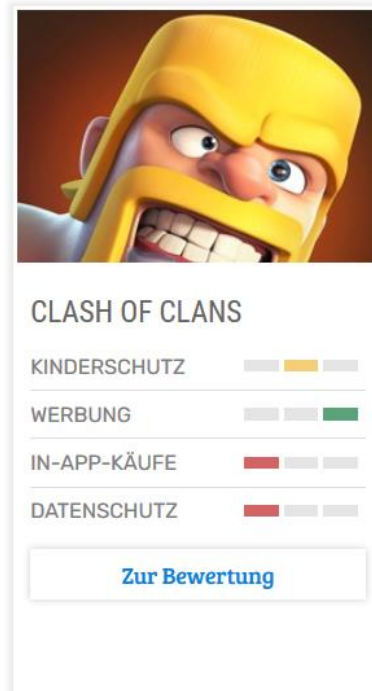 CLASH OF CLANS
KINDERSCHUTZ
WERBUNG
IN-APP-KÄUFE
DATENSCHUTZ
Zur Bewertung